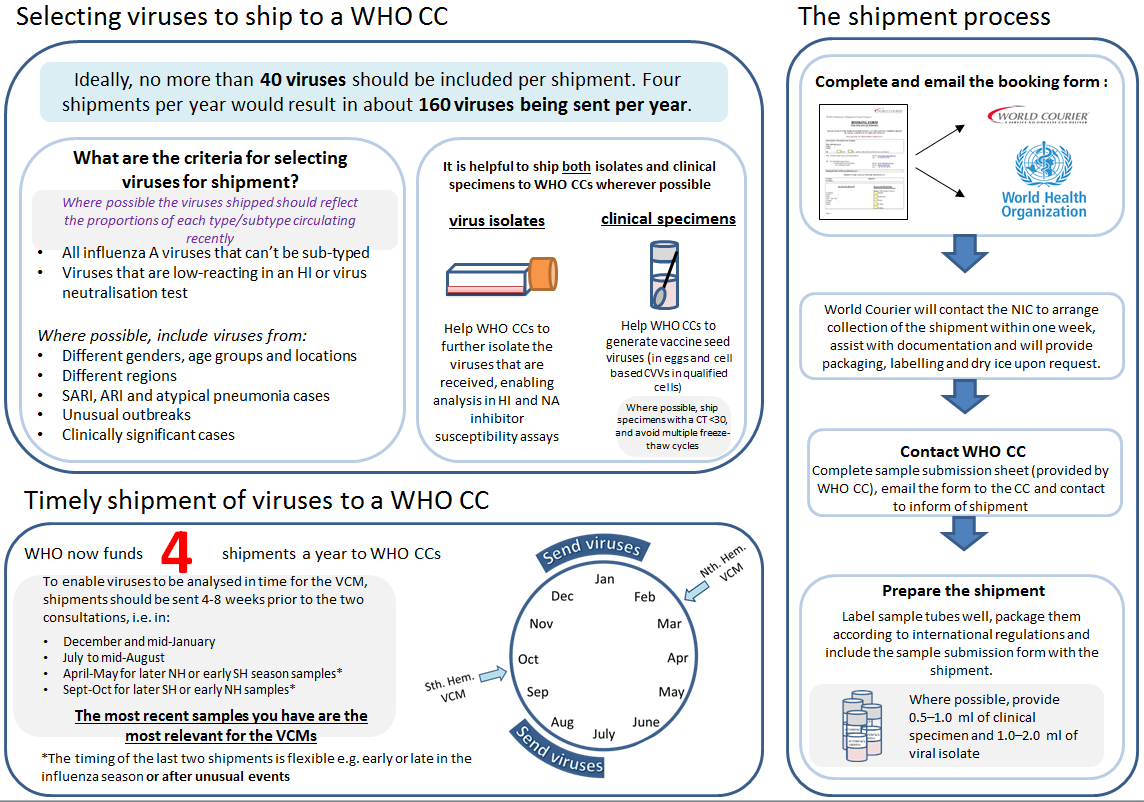 Selecting viruses to ship to a WHO CC
Ideally, no more than 40 viruses should be included per shipment. Four
shipments per year would result in about 160 viruses being sent per year.
What are the criteria for selecting
viruses for shipment?
Where possible the viruses shipped should reflect
the proportions of each type/subtype circulating
recently
• All influenza A viruses that can't be sub-typed
• Viruses that are low-reacting in an HI or virus
neutralisation test
Where possible, include viruses from:
• Different genders, age groups and locations
• Different regions
• SARI, ARI and atypical pneumonia cases
• Unusual outbreaks
• Clinically significant cases
It is helpful to ship both isolates and clinical
specimens to WHO CCs wherever possible
virus isolates
Help WHO CCs to
further isolate the
viruses that are
received, enabling
analysis in HI and NA
inhibitor
susceptibility assays
clinical specimens
Help WHO CCs to
generate vaccine seed
viruses (in eggs and cell
based CVVs in qualified
cells)
Where possible, ship
specimens with a CT <30,
and avoid multiple freeze-
thaw cycles
Timely shipment of viruses to a WHO CC
WHO now funds 4 shipments a year to WHO CCs
To enable viruses to be analysed in time for the VCM,
shipments should be sent 4-8 weeks prior to the two
consultations, i.e. in:
• December and mid-January
• July to mid-August
• April-May for later NH or early SH season samples*
• Sept-Oct for later SH or early NH samples*
The most recent samples you have are the
most relevant for the VCMs
*The timing of the last two shipments is flexible e.g. early or late in the
influenza season or after unusual events
Send viruses
Nth. Hem.
VCM
Jan
Feb
Mar
Apr
May
June
July
Aug
Sep
Oct
Nov
Dec
Sth. Hem.
VCM
Send viruses
The shipment process
Complete and email the booking form :
BOOKING FORM
WORLD COURIER
World Health
Organization
World Courier will contact the NIC to arrange
collection of the shipment within one week,
assist with documentation and will provide
packaging, labelling and dry ice upon request.
Contact WHO CC
Complete sample submission sheet (provided by
WHO CC), email the form to the CC and contact
to inform of shipment
Prepare the shipment
Label sample tubes well, package them
according to international regulations and
include the sample submission form with the
shipment.
Where possible, provide
0.5–1.0 ml of clinical
specimen and 1.0–2.0 ml of
viral isolate